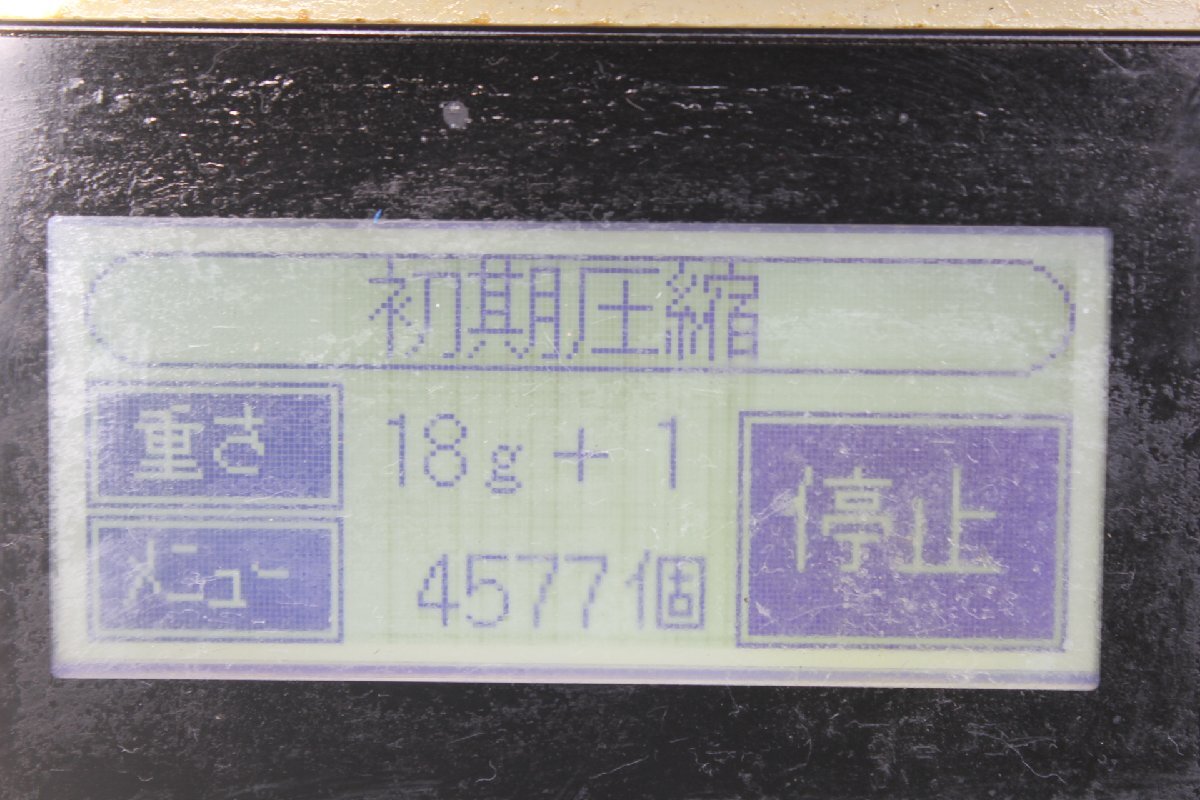 初期圧縮
重さ 18g+1
メニュー 4577個
停止